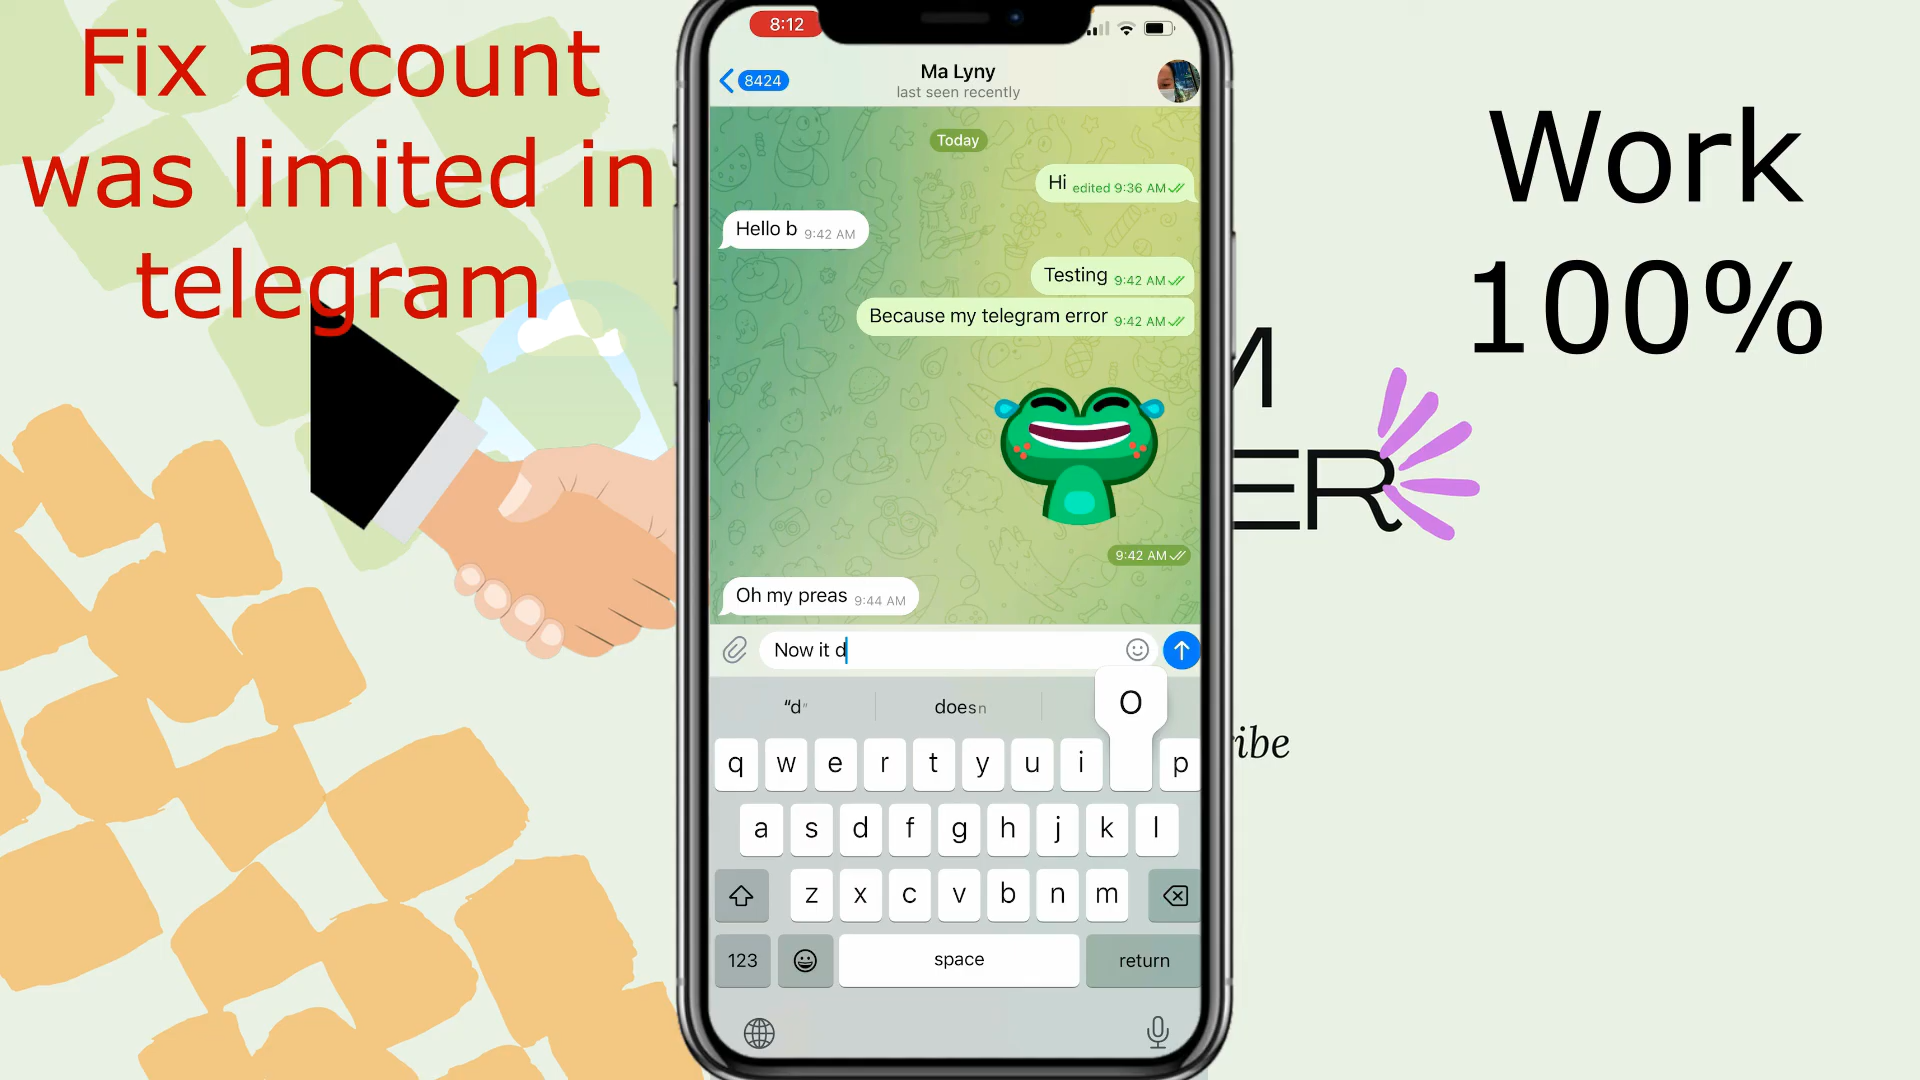 Fix account
was limited in
telegram
Work
100%
8:12
8424
Ma Lyny
last seen recently
Today
Hi edited 9:36 AM
Hello b 9:42 AM
Testing 9:42 AM
Because my telegram error 9:42 AM
9:42 AM
Oh my preas 9:44 AM
Now it d
"d" doesn
O
q w e r t y u i p
a s d f g h j k l
z x c v b n m
123 space return
M
ER
ibe